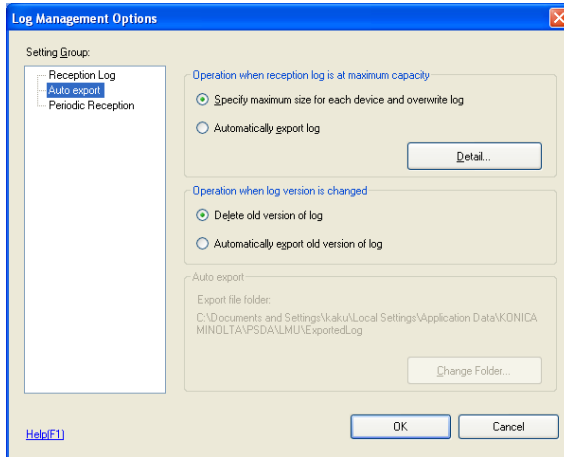 Log Management Options
Setting Group:
Reception Log
Auto export
Periodic Reception
Operation when reception log is at maximum capacity
Specify maximum size for each device and overwrite log
Automatically export log
Detail...
Operation when log version is changed
Delete old version of log
Automatically export old version of log
Auto export
Export file folder:
C:\Documents and Settings\kaku\Local Settings\Application Data\KONICA
MINOLTA\PSDA\LMU\ExportedLog
Change Folder...
Help(F1)
OK
Cancel